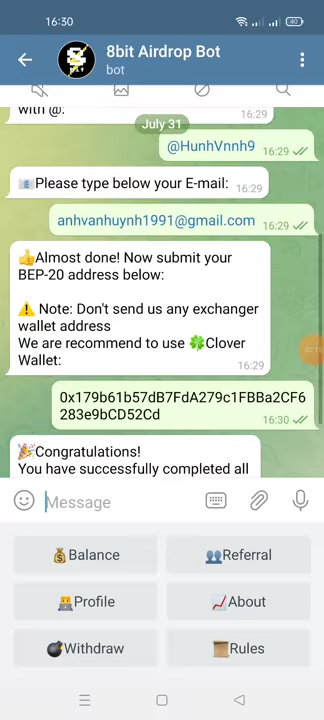 16:30
40
8bit Airdrop Bot
bot
with @:
16:29
July 31
@HunhVnnh9 16:29
📧Please type below your E-mail: 16:29
anhvanhuynh1991@gmail.com 16:29
👍Almost done! Now submit your
BEP-20 address below:
⚠️ Note: Don't send us any exchanger
wallet address
We are recommend to use 🍀Clover
Wallet:
16:29
0x179b61b57dB7FdA279c1FBBa2CF6
283e9bCD52Cd
16:30
🎉Congratulations!
You have successfully completed all
Message
💰Balance
👥Referral
👨‍💻Profile
📈About
💣Withdraw
📜Rules